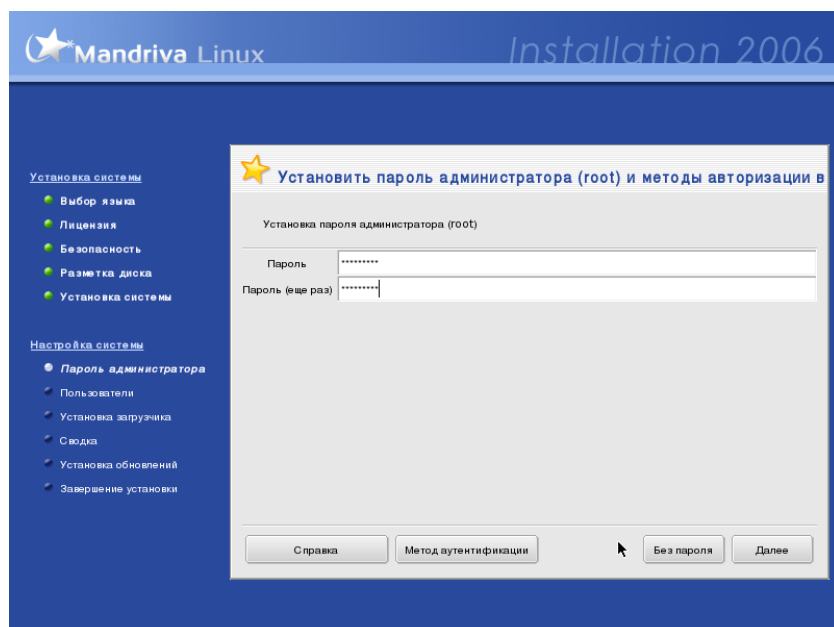 Mandriva Linux
Installation 2006
Установка системы
Выбор языка
Лицензия
Безопасность
Разметка диска
Установка системы
Настройка системы
Пароль администратора
Пользователи
Установка загрузчика
Сводка
Установка обновлений
Завершение установки
Установить пароль администратора (root) и методы авторизации в
Установка пароля администратора (root)
Пароль
Пароль (еще раз)
Справка
Метод аутентификации
Без пароля
Далее